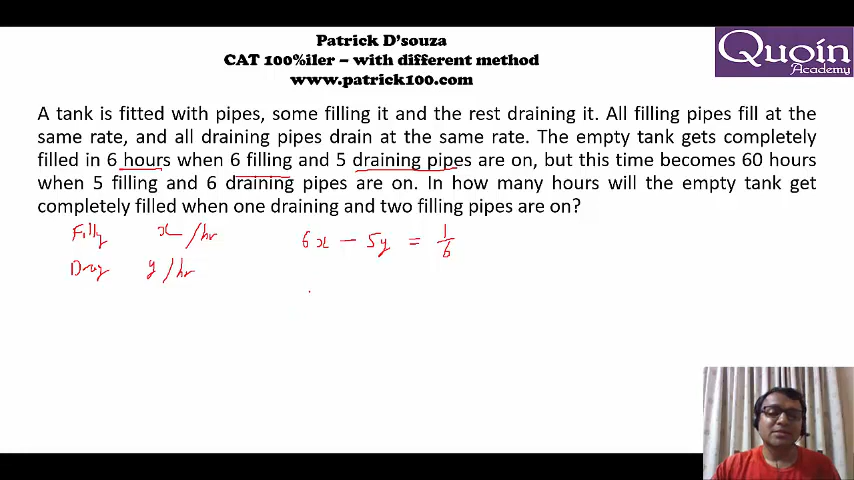 Patrick D'souza
CAT 100%iler – with different method
www.patrick100.com
Quoin
Academy
A tank is fitted with pipes, some filling it and the rest draining it. All filling pipes fill at the
same rate, and all draining pipes drain at the same rate. The empty tank gets completely
filled in 6 hours when 6 filling and 5 draining pipes are on, but this time becomes 60 hours
when 5 filling and 6 draining pipes are on. In how many hours will the empty tank get
completely filled when one draining and two filling pipes are on?
x/hr 6x – 5y = 1/6
y/hr